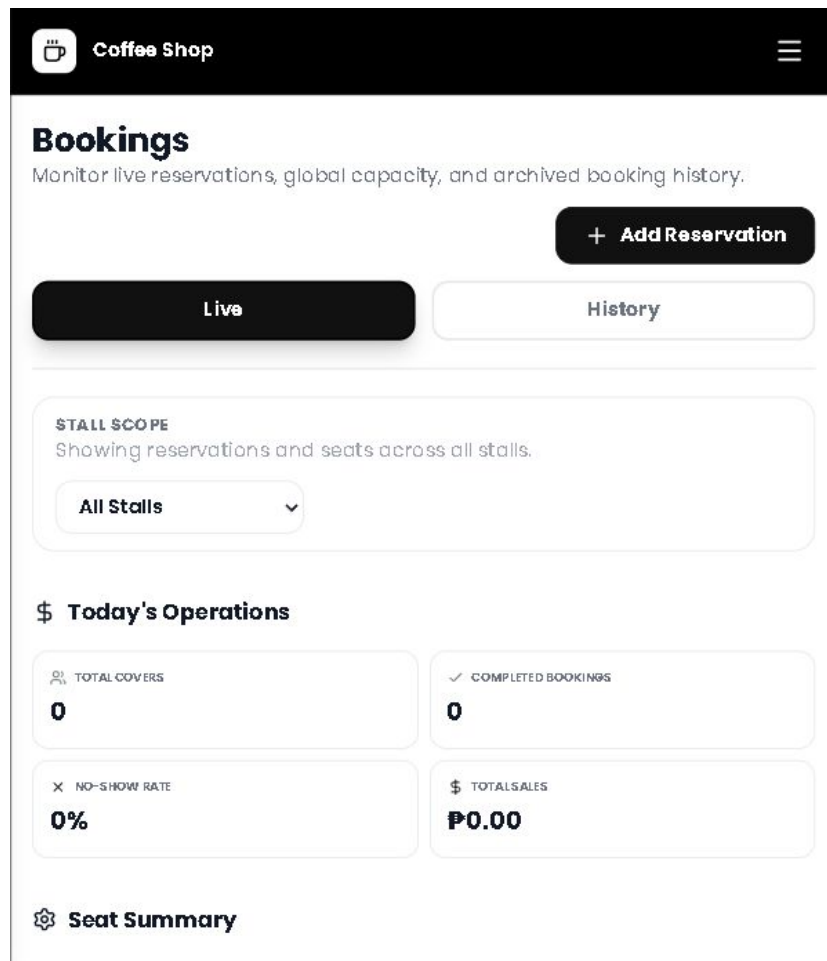 Coffee Shop
Bookings
Monitor live reservations, global capacity, and archived booking history.
+ Add Reservation
Live
History
STALL SCOPE
Showing reservations and seats across all stalls.
All Stalls
$ Today's Operations
TOTAL COVERS
0
COMPLETED BOOKINGS
0
NO-SHOW RATE
0%
$ TOTAL SALES
₱0.00
Seat Summary